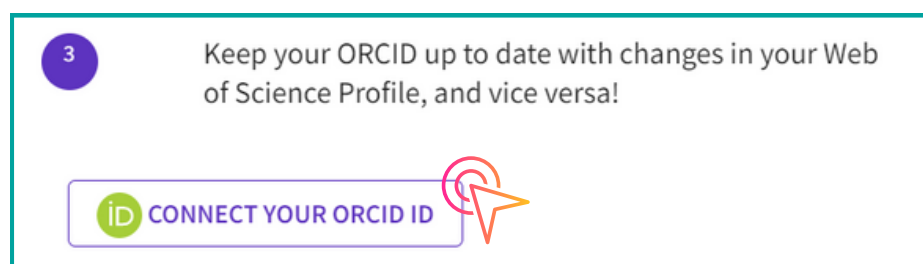 3
Keep your ORCID up to date with changes in your Web
of Science Profile, and vice versa!
iD CONNECT YOUR ORCID ID